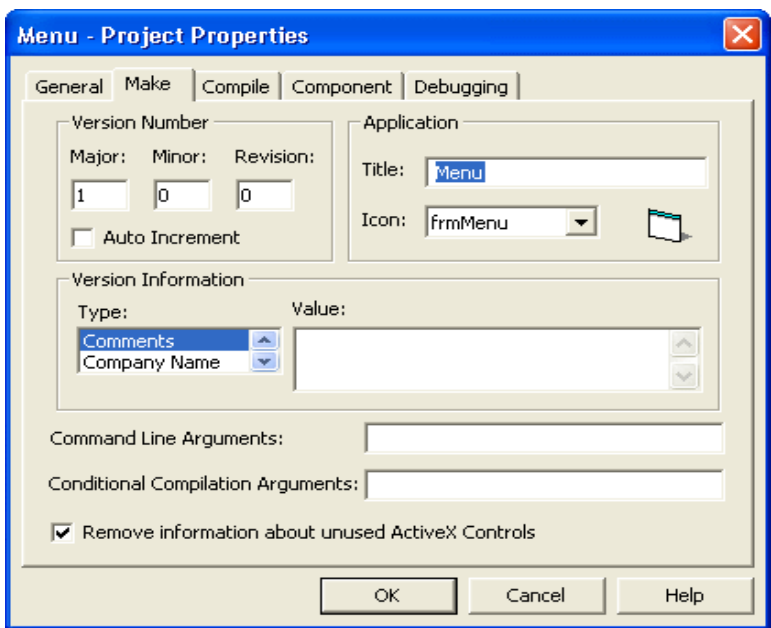 Menu - Project Properties
General Make Compile Component Debugging
Version Number
Major: Minor: Revision:
1 0 0
Auto Increment
Application
Title: Menu
Icon: frmMenu
Version Information
Type:
Comments
Company Name
Value:
Command Line Arguments:
Conditional Compilation Arguments:
Remove information about unused ActiveX Controls
OK Cancel Help